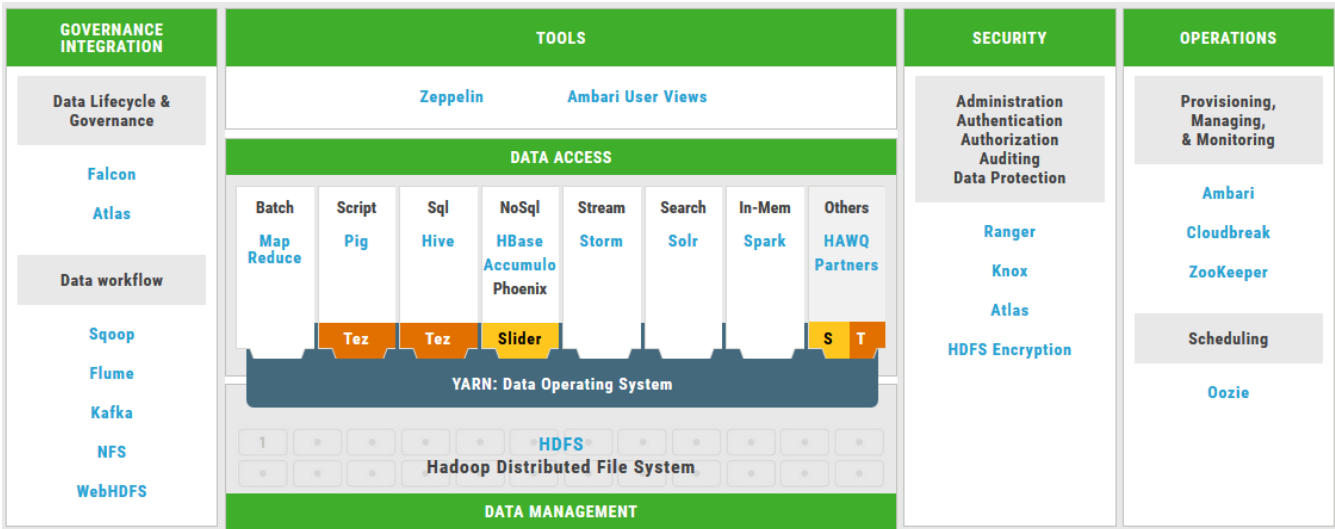 GOVERNANCE
INTEGRATION
Data Lifecycle &
Governance
Falcon
Atlas
Data workflow
Sqoop
Flume
Kafka
NFS
WebHDFS
TOOLS
Zeppelin
Ambari User Views
DATA ACCESS
Batch
Map
Reduce
Script
Pig
Tez
Sql
Hive
Tez
NoSql
HBase
Accumulo
Phoenix
Slider
Stream
Storm
Search
Solr
In-Mem
Spark
Others
HAWQ
Partners
S
T
YARN: Data Operating System
1
HDFS
Hadoop Distributed File System
DATA MANAGEMENT
SECURITY
Administration
Authentication
Authorization
Auditing
Data Protection
Ranger
Knox
Atlas
HDFS Encryption
OPERATIONS
Provisioning,
Managing,
& Monitoring
Ambari
Cloudbreak
ZooKeeper
Scheduling
Oozie